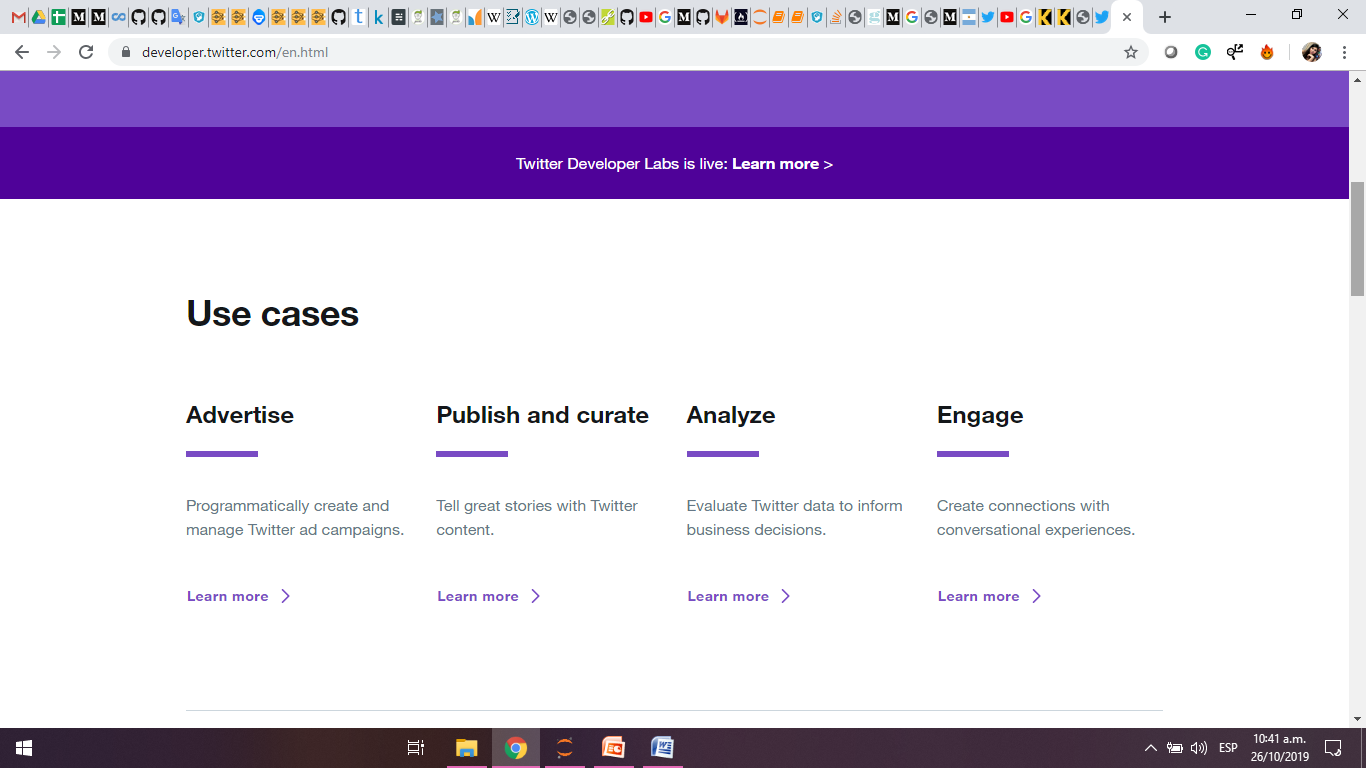 developer.twitter.com/en.html
Twitter Developer Labs is live: Learn more >
Use cases
Advertise
Programmatically create and
manage Twitter ad campaigns.
Learn more
Publish and curate
Tell great stories with Twitter
content.
Learn more
Analyze
Evaluate Twitter data to inform
business decisions.
Learn more
Engage
Create connections with
conversational experiences.
Learn more
ESP
10:41 a.m.
26/10/2019